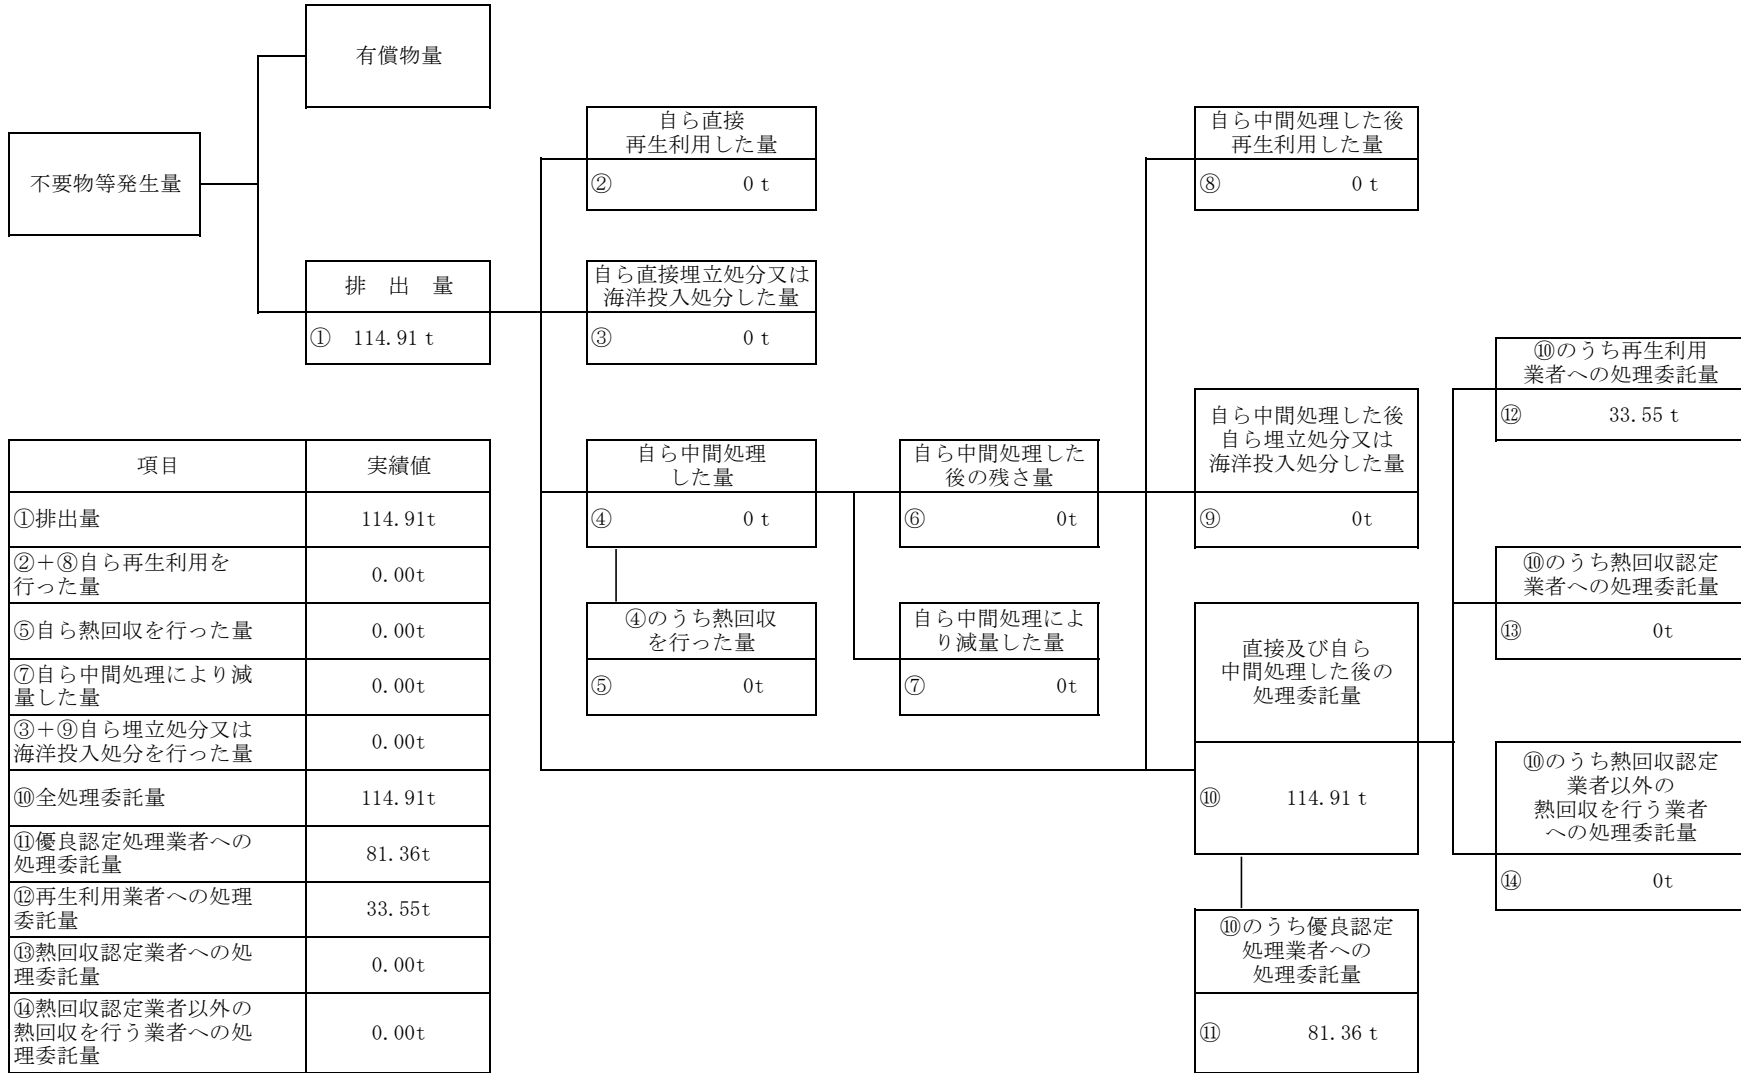 有償物量
不要物等発生量
排　出　量
① 114.91 t
自ら直接
再生利用した量
② 0 t
自ら直接埋立処分又は
海洋投入処分した量
③ 0 t
自ら中間処理
した量
④ 0 t
④のうち熱回収
を行った量
⑤ 0t
自ら中間処理した
後の残さ量
⑥ 0t
自ら中間処理によ
り減量した量
⑦ 0t
自ら中間処理した後
再生利用した量
⑧ 0 t
自ら中間処理した後
自ら埋立処分又は
海洋投入処分した量
⑨ 0t
直接及び自ら
中間処理した後の
処理委託量
⑩ 114.91 t
⑩のうち優良認定
処理業者への
処理委託量
⑪ 81.36 t
⑩のうち再生利用
業者への処理委託量
⑫ 33.55 t
⑩のうち熱回収認定
業者への処理委託量
⑬ 0t
⑩のうち熱回収認定
業者以外の
熱回収を行う業者
への処理委託量
⑭ 0t
項目 実績値
①排出量 114.91t
②＋⑧自ら再生利用を
行った量 0.00t
⑤自ら熱回収を行った量 0.00t
⑦自ら中間処理により減
量した量 0.00t
③＋⑨自ら埋立処分又は
海洋投入処分を行った量 0.00t
⑩全処理委託量 114.91t
⑪優良認定処理業者への
処理委託量 81.36t
⑫再生利用業者への処理
委託量 33.55t
⑬熱回収認定業者への処
理委託量 0.00t
⑭熱回収認定業者以外の
熱回収を行う業者への処
理委託量 0.00t